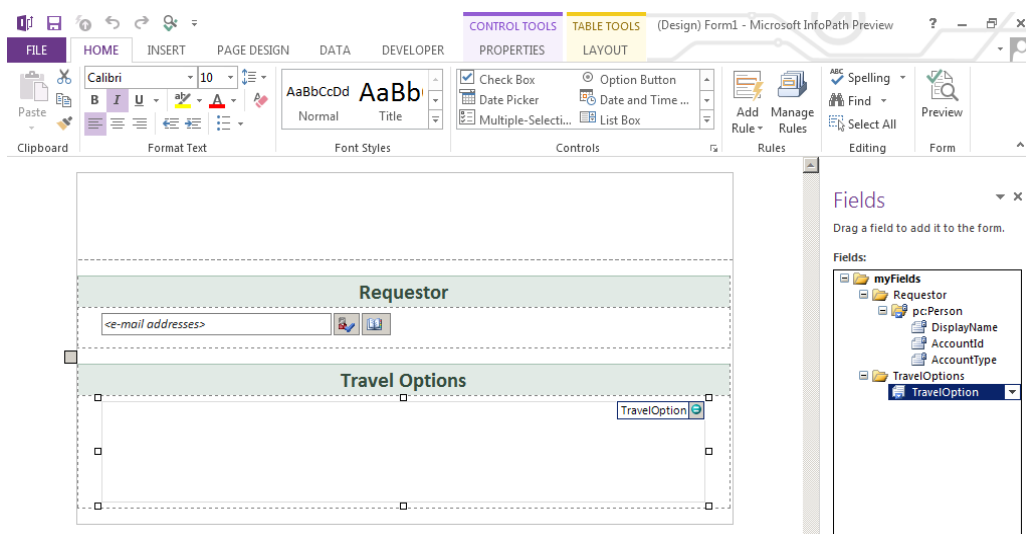 CONTROL TOOLS TABLE TOOLS (Design) Form1 - Microsoft InfoPath Preview ?
FILE HOME INSERT PAGE DESIGN DATA DEVELOPER PROPERTIES LAYOUT
Calibri 10 AaBbCcDd AaBb( Check Box Option Button ABC Spelling
Paste B I U ab A A Normal Title Date Picker Date and Time ... Add Rule Manage Rules Find Preview
Multiple-Selecti... List Box Select All
Clipboard Format Text Font Styles Controls Rules Editing Form
Fields
Drag a field to add it to the form.
Fields:
myFields
Requestor
pcPerson
DisplayName
AccountId
AccountType
TravelOptions
TravelOption
Requestor
<e-mail addresses>
Travel Options
TravelOption